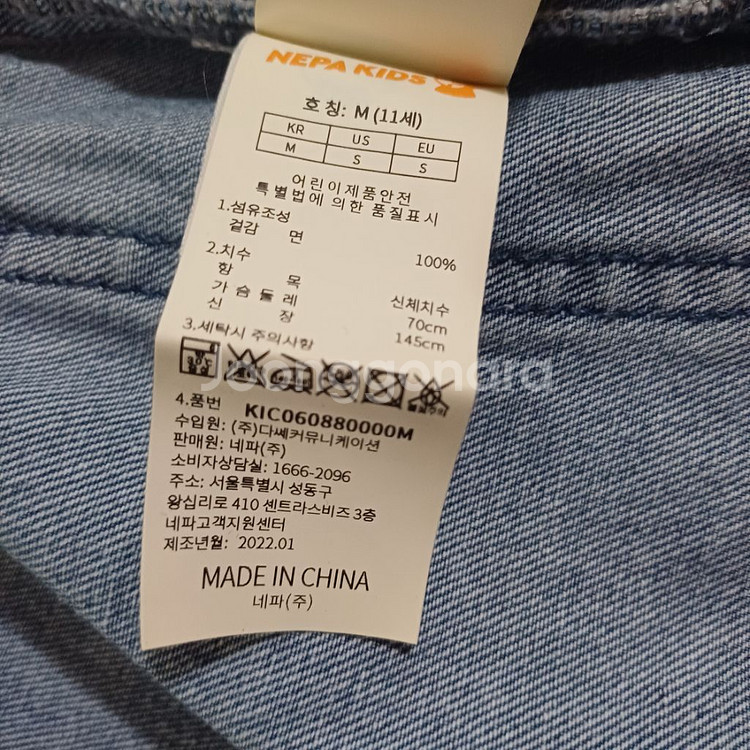 NEPA KIDS
호 칭: M (11세)
KR US EU
M S S
어린이제품안전
특별법에 의한 품질표시
1.섬유조성
겉감 면 100%
2.치수
항 목 신체치수
가슴둘레 70cm
신 장 145cm
3.세탁시 주의사항
Joonggonara
4.품번 KIC060880000M
수입원: (주)다쎄커뮤니케이션
판매원: 네파(주)
소비자상담실: 1666-2096
주소: 서울특별시 성동구
왕십리로 410 센트라스비즈 3층
네파고객지원센터
제조년월: 2022.01
MADE IN CHINA
네파(주)